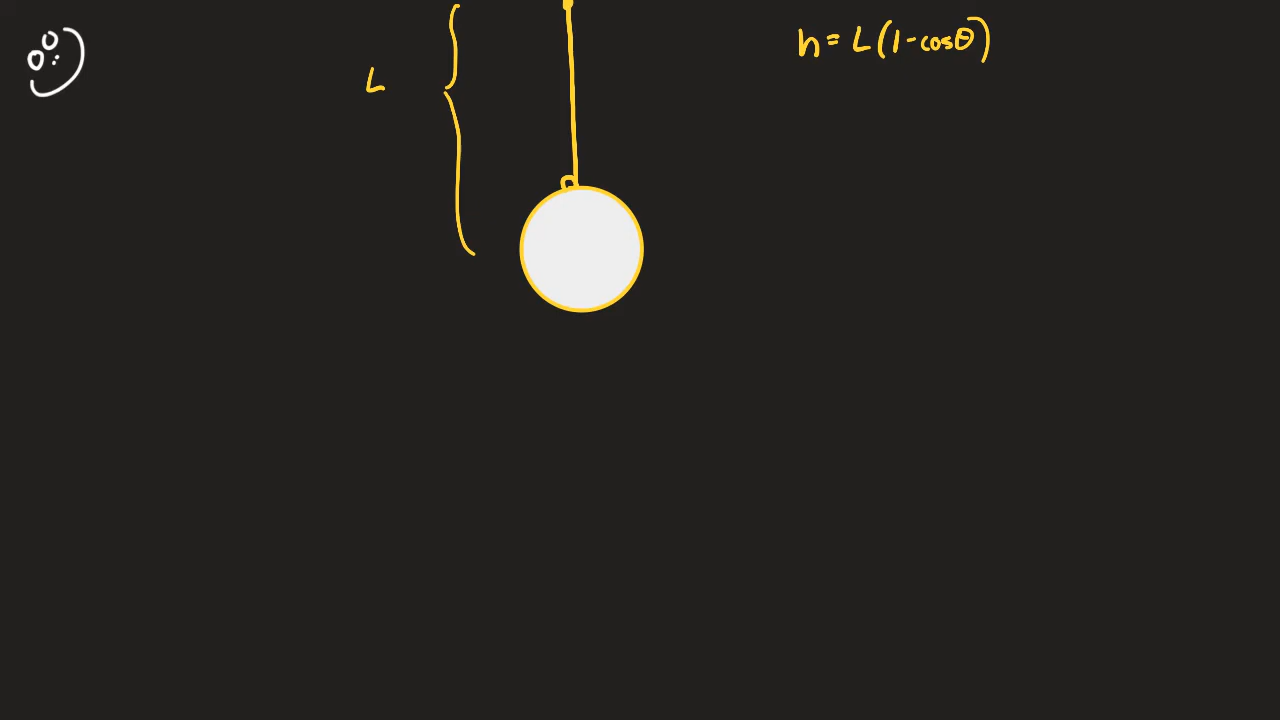 h = L(1-cosθ)
L